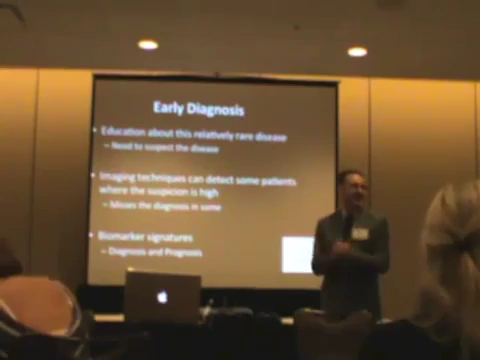 Early Diagnosis
• Education about this relatively rare disease
– Need to suspect the disease
• Imaging techniques can detect some patients
where the suspicion is high
– Misses the diagnosis in some
• Biomarker signatures
– Diagnosis and Prognosis